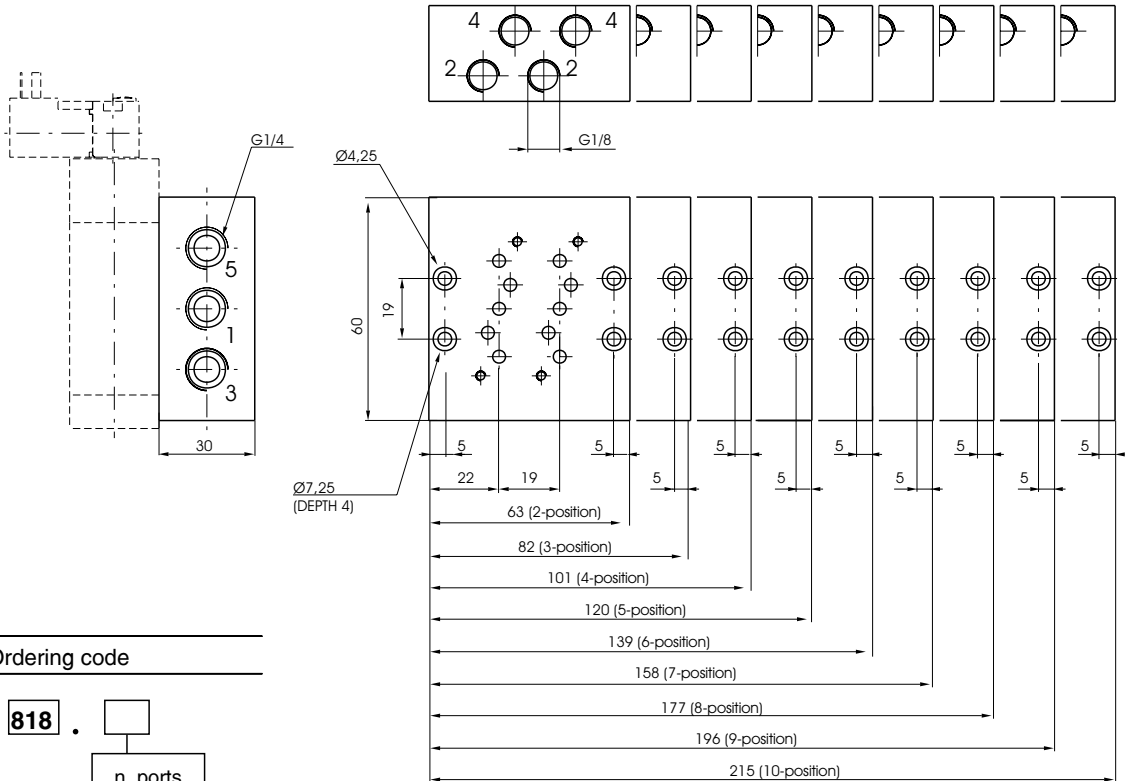 4 4
2 2
G1/4
G1/8
Ø4,25
5
1
3
60
19
30
5 5 5 5 5 5
22 19 5 5 5 5
Ø7,25
(DEPTH 4)
63 (2-position)
82 (3-position)
101 (4-position)
120 (5-position)
139 (6-position)
158 (7-position)
177 (8-position)
196 (9-position)
215 (10-position)
Ordering code
818 .
n. ports